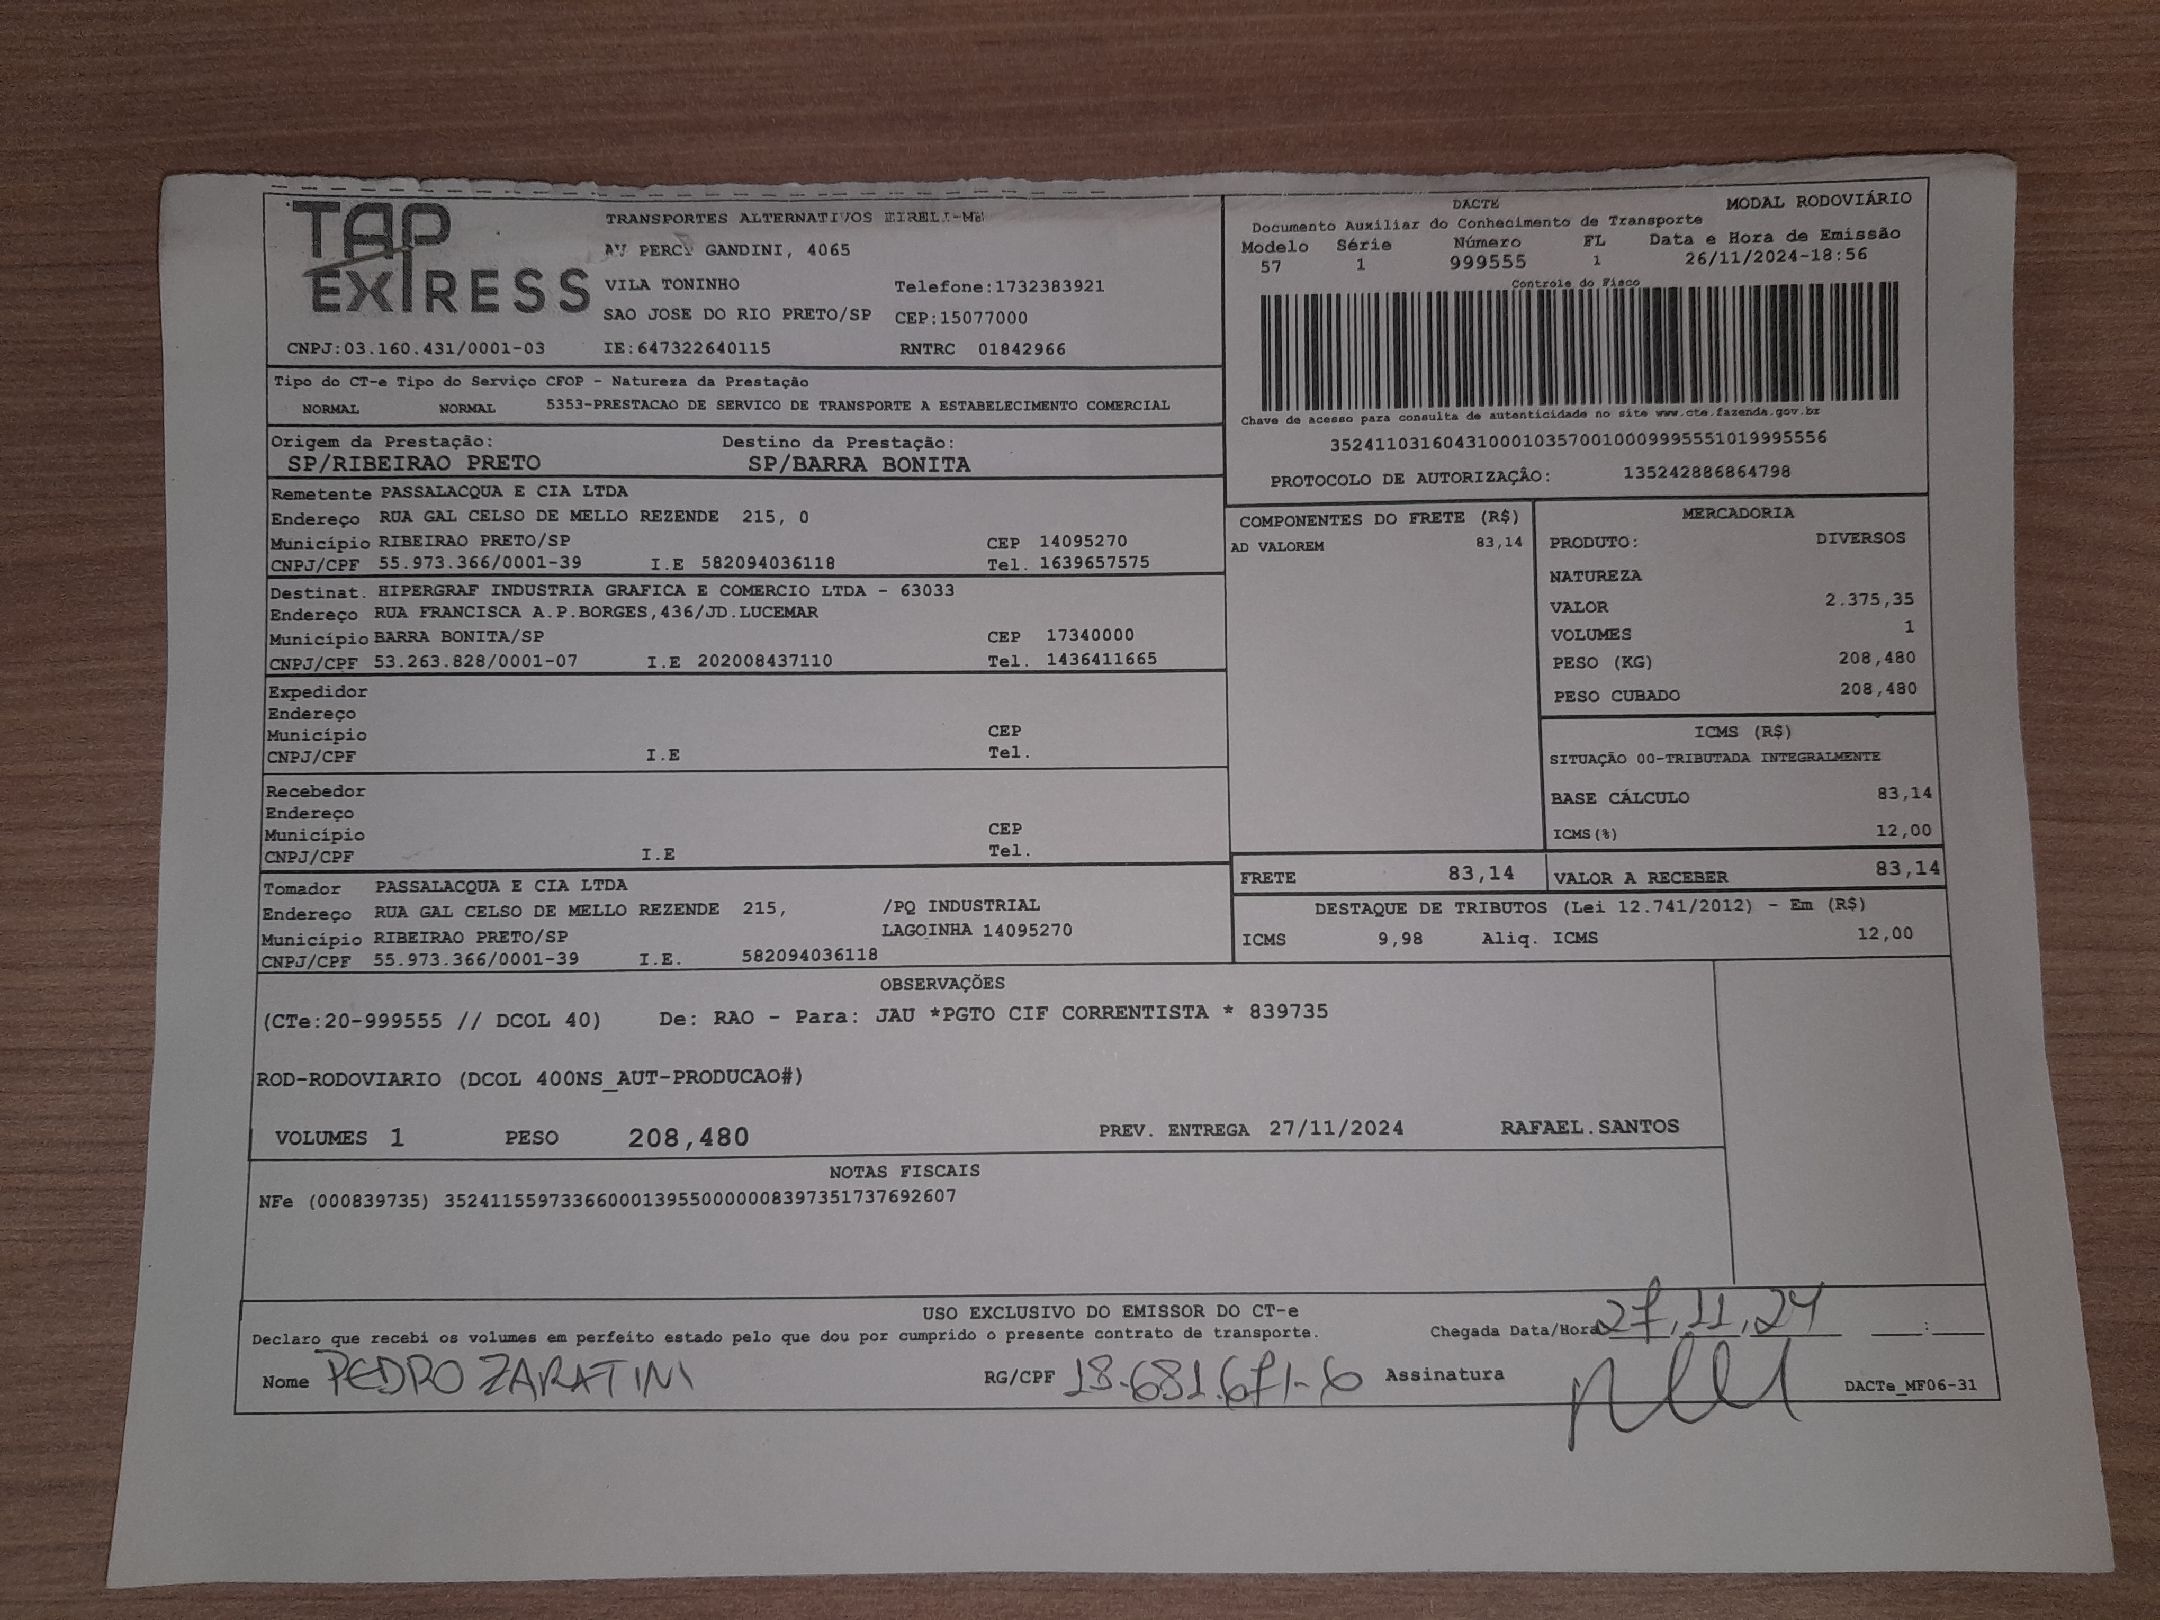 TAP EXPRESS
TRANSPORTES ALTERNATIVOS EIRELI-Me
AV PERCY GANDINI, 4065
VILA TONINHO Telefone:1732383921
SAO JOSE DO RIO PRETO/SP CEP:15077000
CNPJ:03.160.431/0001-03 IE:647322640115 RNTRC 01842966
DACTE MODAL RODOVIÁRIO
Documento Auxiliar do Conhecimento de Transporte
Modelo Série Número FL Data e Hora de Emissão
57 1 999555 1 26/11/2024-18:56
Controle do Fisco
Chave de acesso para consulta de autenticidade no site www.cte.fazenda.gov.br
35241103160431000103570010009995551019995556
PROTOCOLO DE AUTORIZAÇÃO: 135242886864798
Tipo do CT-e Tipo do Serviço CFOP - Natureza da Prestação
NORMAL NORMAL 5353-PRESTACAO DE SERVICO DE TRANSPORTE A ESTABELECIMENTO COMERCIAL
Origem da Prestação: Destino da Prestação:
SP/RIBEIRAO PRETO SP/BARRA BONITA
Remetente PASSALACQUA E CIA LTDA
Endereço RUA GAL CELSO DE MELLO REZENDE 215, 0
Município RIBEIRAO PRETO/SP CEP 14095270
CNPJ/CPF 55.973.366/0001-39 I.E 582094036118 Tel. 1639657575
Destinat. HIPERGRAF INDUSTRIA GRAFICA E COMERCIO LTDA - 63033
Endereço RUA FRANCISCA A.P.BORGES,436/JD.LUCEMAR
Município BARRA BONITA/SP CEP 17340000
CNPJ/CPF 53.263.828/0001-07 I.E 202008437110 Tel. 1436411665
Expedidor
Endereço
Município CEP
CNPJ/CPF I.E Tel.
Recebedor
Endereço
Município CEP
CNPJ/CPF I.E Tel.
Tomador PASSALACQUA E CIA LTDA
Endereço RUA GAL CELSO DE MELLO REZENDE 215, /PQ INDUSTRIAL
Município RIBEIRAO PRETO/SP LAGOINHA 14095270
CNPJ/CPF 55.973.366/0001-39 I.E. 582094036118
COMPONENTES DO FRETE (R$)
AD VALOREM 83,14
MERCADORIA
PRODUTO: DIVERSOS
NATUREZA
VALOR 2.375,35
VOLUMES 1
PESO (KG) 208,480
PESO CUBADO 208,480
ICMS (R$)
SITUAÇÃO 00-TRIBUTADA INTEGRALMENTE
BASE CÁLCULO 83,14
ICMS(%) 12,00
FRETE 83,14 VALOR A RECEBER 83,14
DESTAQUE DE TRIBUTOS (Lei 12.741/2012) - Em (R$)
ICMS 9,98 Aliq. ICMS 12,00
OBSERVAÇÕES
(CTe:20-999555 // DCOL 40) De: RAO - Para: JAU *PGTO CIF CORRENTISTA * 839735
ROD-RODOVIARIO (DCOL 400NS_AUT-PRODUCAO#)
VOLUMES 1 PESO 208,480 PREV. ENTREGA 27/11/2024 RAFAEL.SANTOS
NOTAS FISCAIS
NFe (000839735) 35241155973366000139550000008397351737692607
USO EXCLUSIVO DO EMISSOR DO CT-e
Declaro que recebi os volumes em perfeito estado pelo que dou por cumprido o presente contrato de transporte. Chegada Data/Hora 27,11,24 :
Nome PEDRO ZARATINI RG/CPF 18-681.671-6 Assinatura DACTe_MF06-31